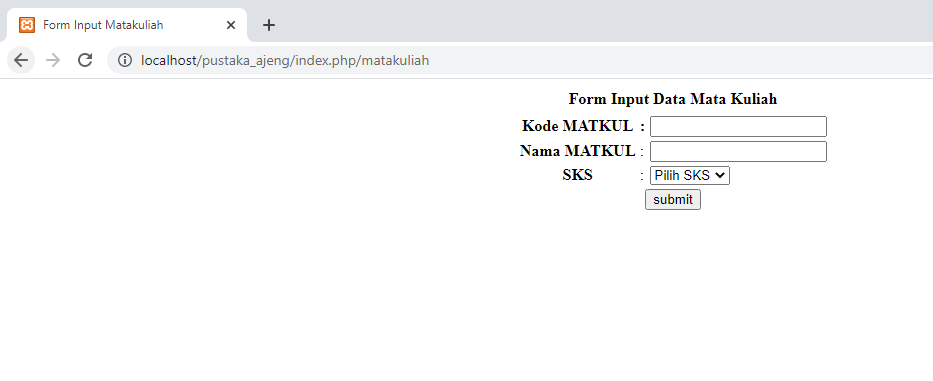 Form Input Matakuliah
localhost/pustaka_ajeng/index.php/matakuliah
Form Input Data Mata Kuliah
Kode MATKUL :
Nama MATKUL :
SKS : Pilih SKS
submit